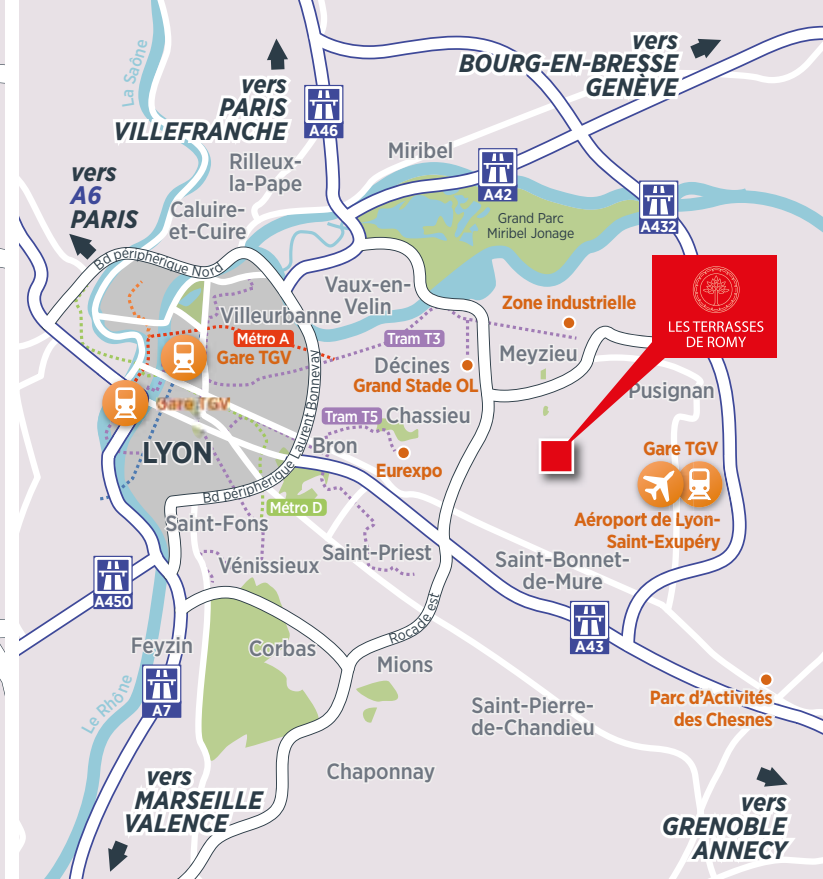 vers
BOURG-EN-BRESSE
GENÈVE
La Saône
vers
PARIS
VILLEFRANCHE
A46
Miribel
Rilleux-
la-Pape
A42
vers
A6
PARIS
Caluire-
et-Cuire
A432
Grand Parc
Miribel Jonage
Bd périphérique Nord
Vaux-en-
Velin
Villeurbanne
Zone industrielle
LES TERRASSES
DE ROMY
Métro A
Gare TGV
Tram T3
Meyzieu
Décines
Grand Stade OL
Pusignan
Gare TGV
Tram T5
Chassieu
Bd périphérique Laurent Bonnevay
LYON
Bron
Eurexpo
Gare TGV
Métro D
Aéroport de Lyon-
Saint-Exupéry
Saint-Fons
Vénissieux
Saint-Priest
Saint-Bonnet-
de-Mure
A450
Rocade est
A43
Feyzin
Corbas
Mions
Le Rhône
A7
Parc d'Activités
des Chesnes
Saint-Pierre-
de-Chandieu
Chaponnay
vers
MARSEILLE
VALENCE
vers
GRENOBLE
ANNECY